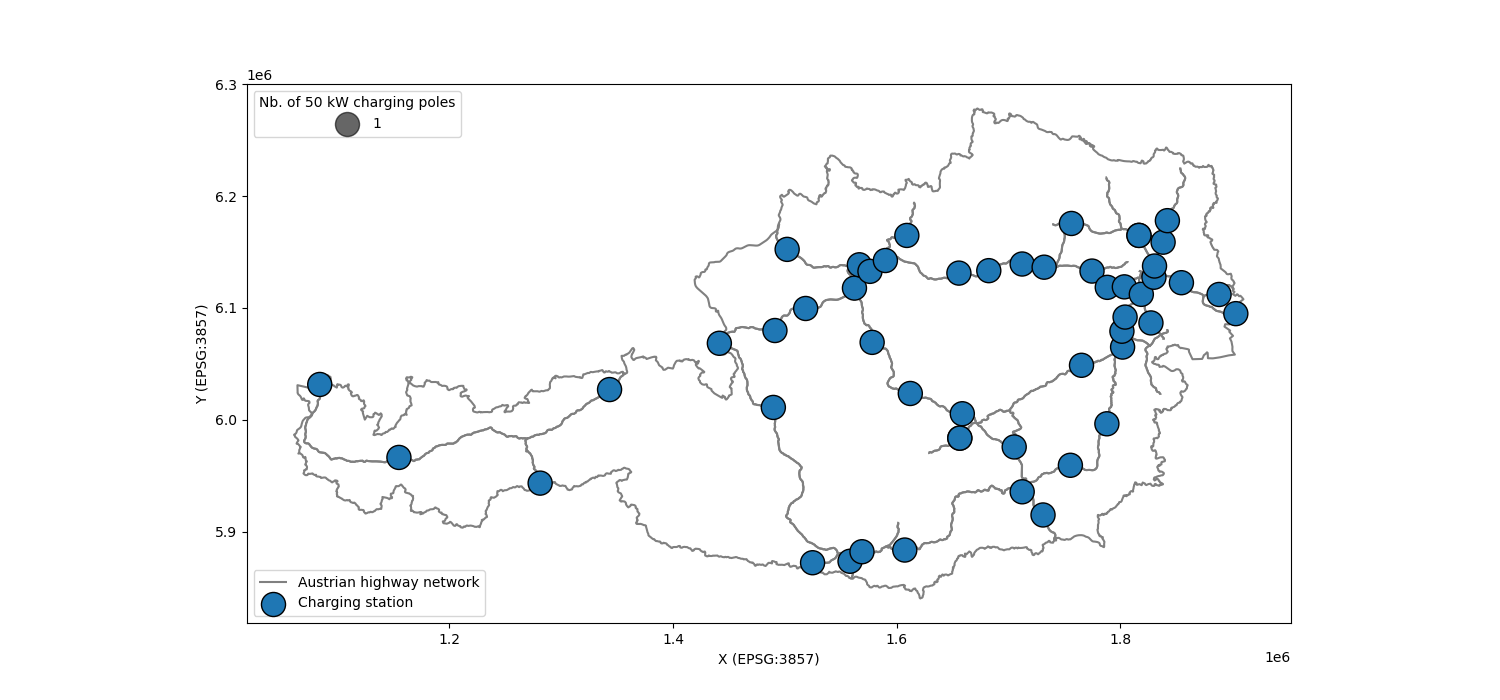 1e6
6.3
6.2
6.1
6.0
5.9
Y (EPSG:3857)
Nb. of 50 kW charging poles
1
Austrian highway network
Charging station
1.2 1.4 1.6 1.8
X (EPSG:3857)
1e6